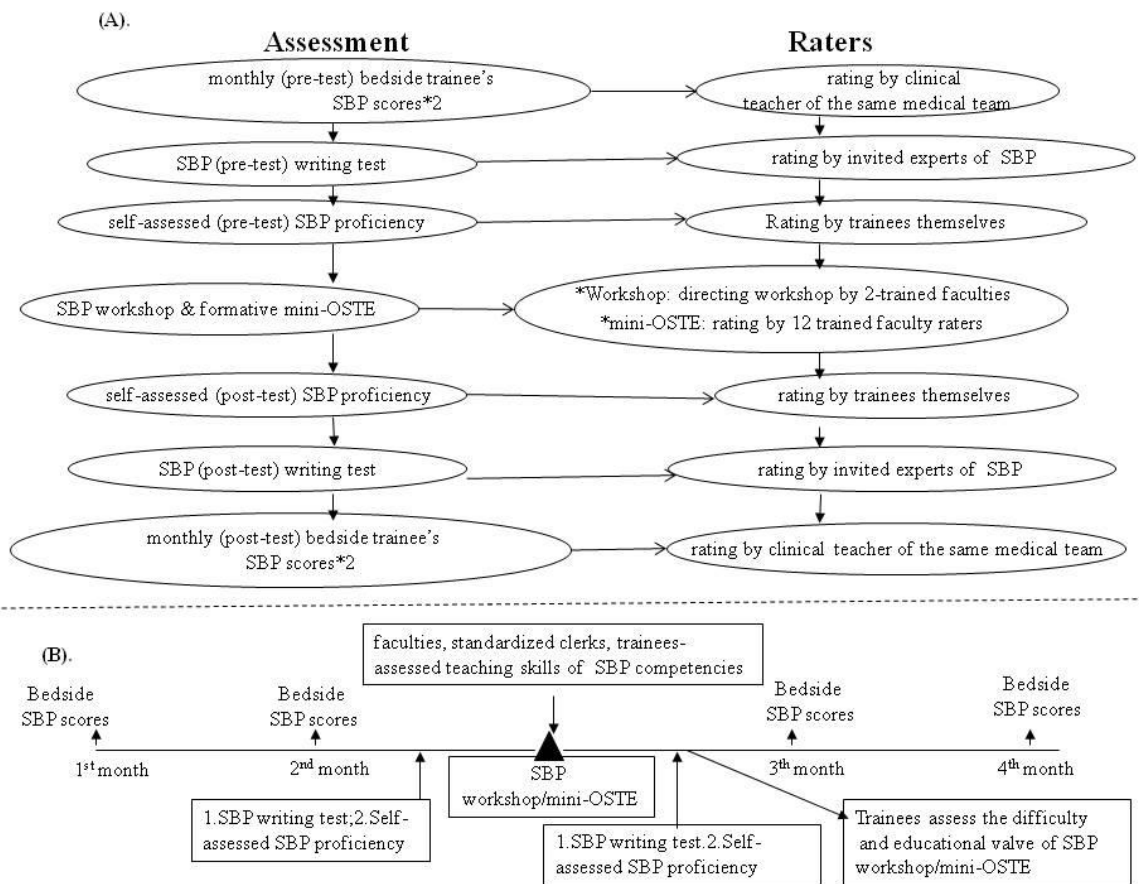 (A).
Assessment
Raters
monthly (pre-test) bedside trainee's
SBP scores*2
rating by clinical
teacher of the same medical team
SBP (pre-test) writing test
rating by invited experts of SBP
self-assessed (pre-test) SBP proficiency
Rating by trainees themselves
SBP workshop & formative mini-OSTE
*Workshop: directing workshop by 2-trained faculties
*mini-OSTE: rating by 12 trained faculty raters
self-assessed (post-test) SBP proficiency
rating by trainees themselves
SBP (post-test) writing test
rating by invited experts of SBP
monthly (post-test) bedside trainee's
SBP scores*2
rating by clinical teacher of the same medical team
(B).
faculties, standardized clerks, trainees-
assessed teaching skills of SBP competencies
Bedside
SBP scores
Bedside
SBP scores
Bedside
SBP scores
Bedside
SBP scores
1st month
2nd month
3th month
4th month
SBP
workshop/mini-OSTE
1.SBP writing test;2.Self-
assessed SBP proficiency
1.SBP writing test.2.Self-
assessed SBP proficiency
Trainees assess the difficulty
and educational valve of SBP
workshop/mini-OSTE